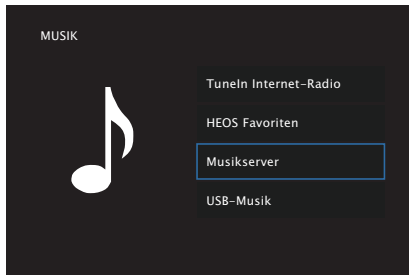 MUSIK
TuneIn Internet-Radio
HEOS Favoriten
Musikserver
USB-Musik